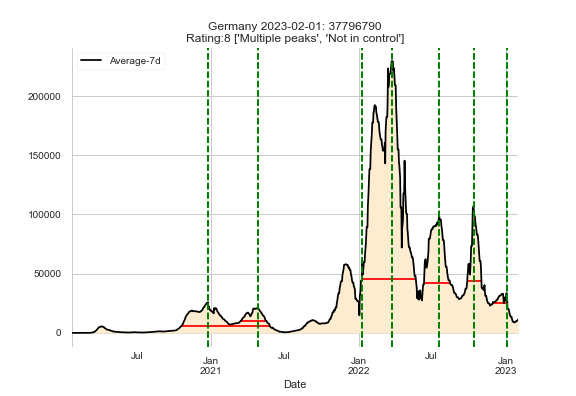 Germany 2023-02-01: 37796790
Rating:8 ['Multiple peaks', 'Not in control']
Average-7d
200000
150000
100000
50000
0
Jul
Jan
2021
Jul
Jan
2022
Jul
Jan
2023
Date